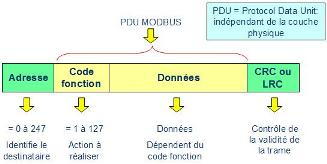 PDU = Protocol Data Unit:
indépendant de la couche
physique
PDU MODBUS
Adresse
Code
fonction
Données
CRC ou
LRC
= 0 à 247
Identifie le
destinataire
= 1 à 127
Action à
réaliser
Données
Dépendent du
code fonction
Contrôle de
la validité de
la trame